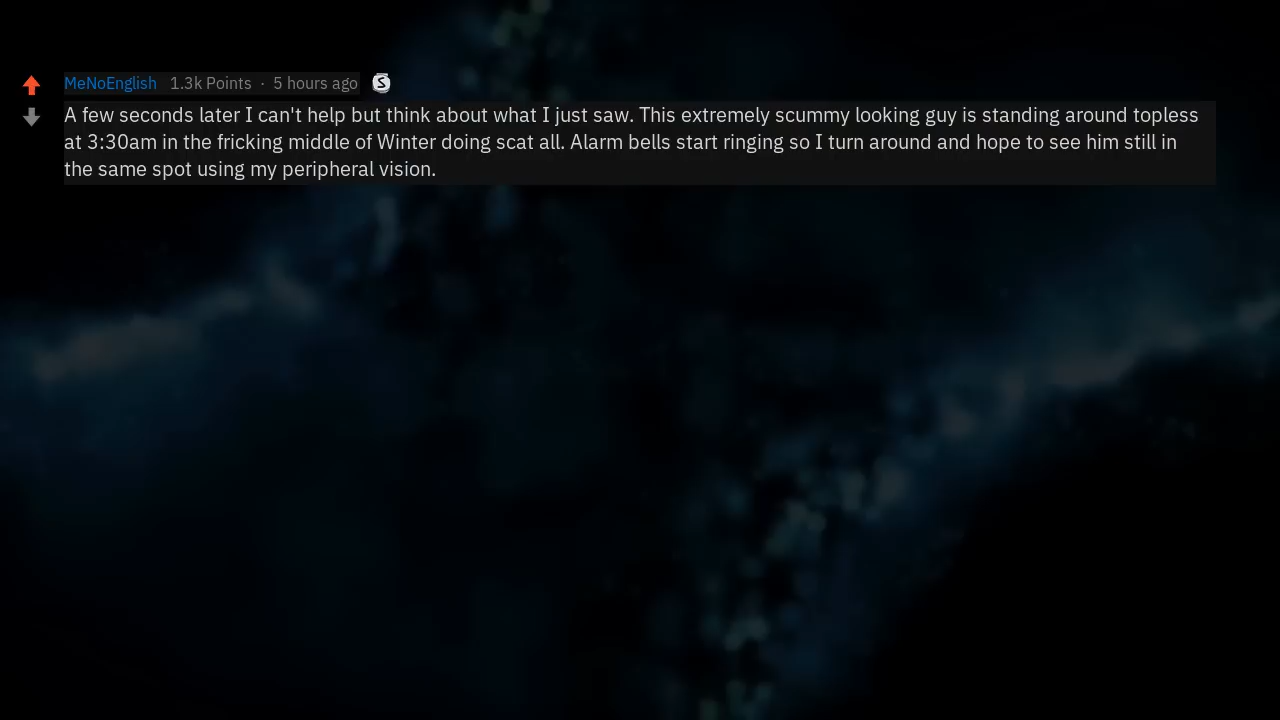 MeNoEnglish 1.3k Points · 5 hours ago S
A few seconds later I can't help but think about what I just saw. This extremely scummy looking guy is standing around topless
at 3:30am in the fricking middle of Winter doing scat all. Alarm bells start ringing so I turn around and hope to see him still in
the same spot using my peripheral vision.